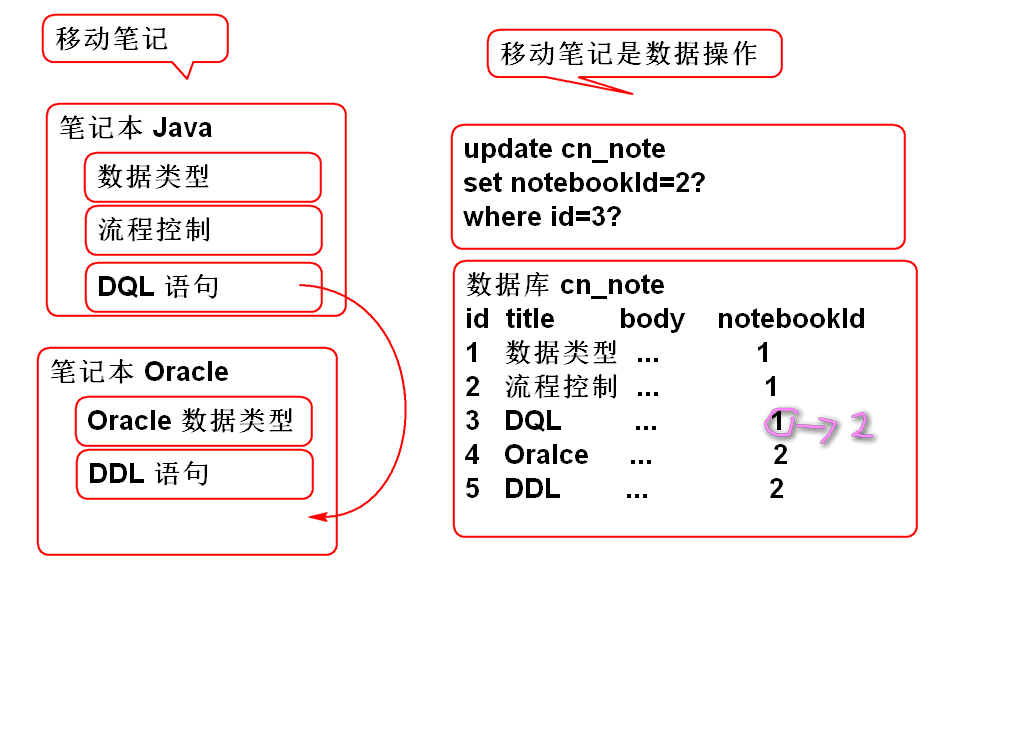 移动笔记
笔记本 Java
数据类型
流程控制
DQL 语句
笔记本 Oracle
Oracle 数据类型
DDL 语句
移动笔记是数据操作
update cn_note
set notebookId=2?
where id=3?
数据库 cn_note
id title body notebookId
1 数据类型 ... 1
2 流程控制 ... 1
3 DQL ... 1 → 2
4 Oralce ... 2
5 DDL ... 2